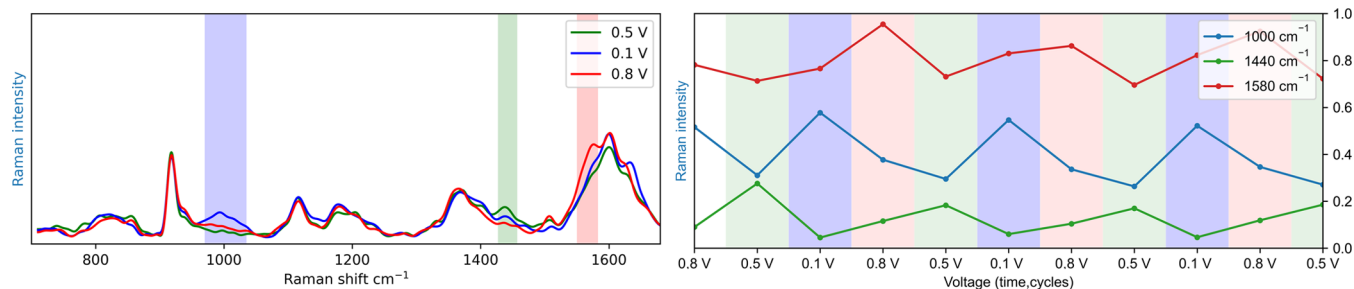 Raman intensity
0.5 V
0.1 V
0.8 V
800 1000 1200 1400 1600
Raman shift cm⁻¹
Raman intensity
1000 cm⁻¹
1440 cm⁻¹
1580 cm⁻¹
1.0
0.8
0.6
0.4
0.2
0.0
0.8 V 0.5 V 0.1 V 0.8 V 0.5 V 0.1 V 0.8 V 0.5 V 0.1 V 0.8 V 0.5 V
Voltage (time,cycles)